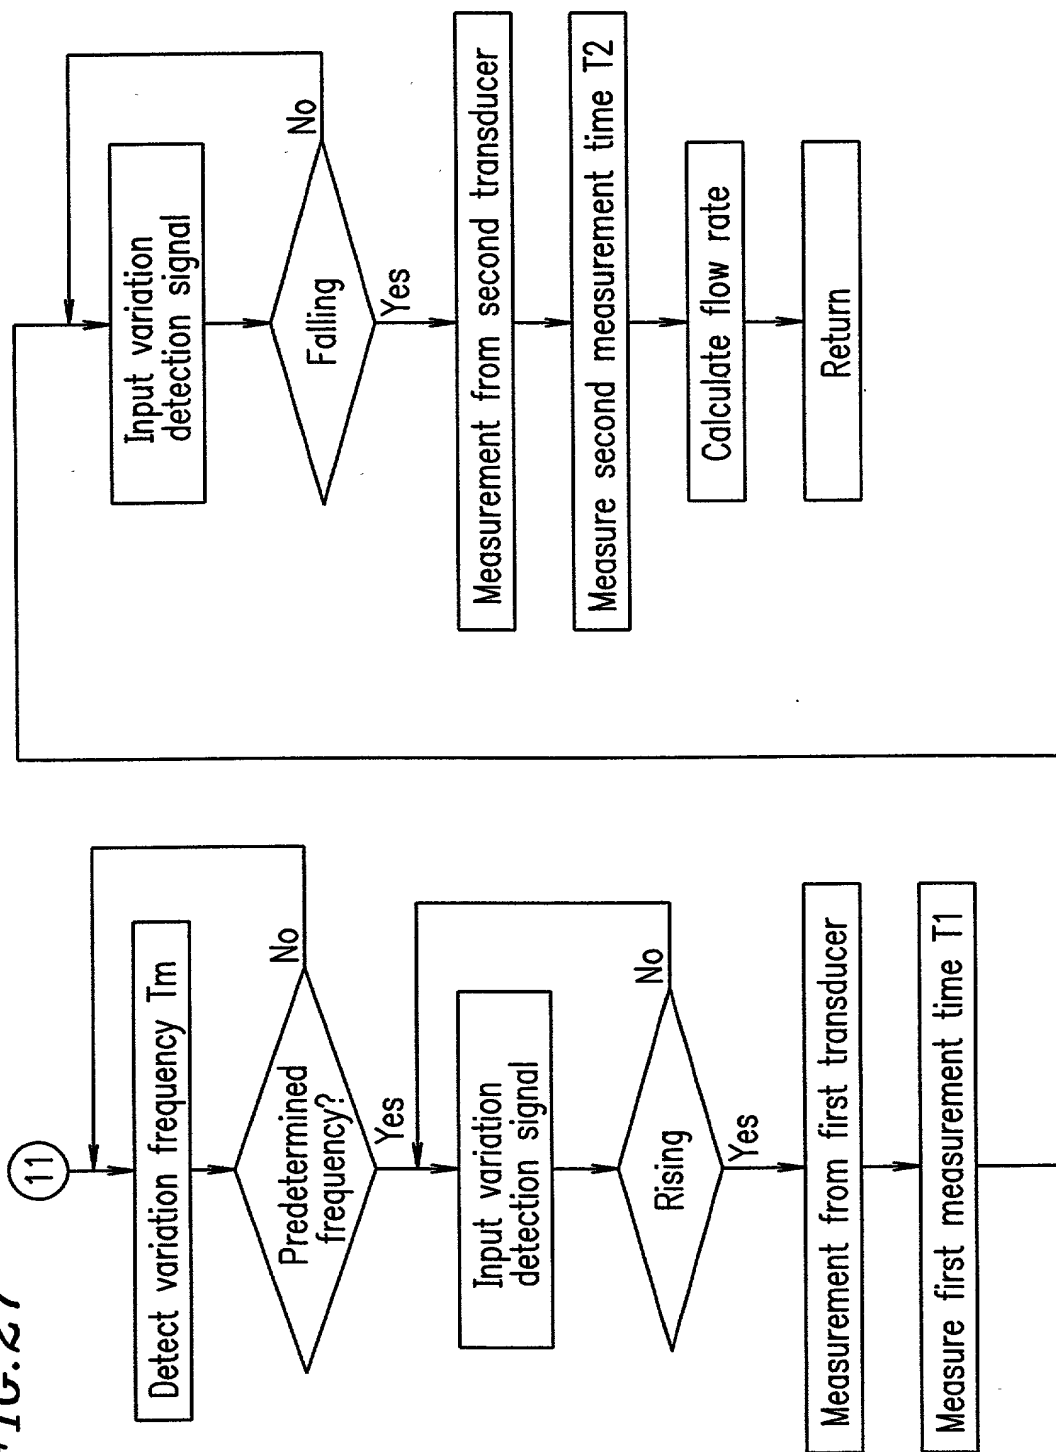 FIG.27
11
Detect variation frequency Tm
Predetermined
frequency?
No
Yes
Input variation
detection signal
Rising
No
Yes
Measurement from first transducer
Measure first measurement time T1
Input variation
detection signal
Falling
No
Yes
Measurement from second transducer
Measure second measurement time T2
Calculate flow rate
Return